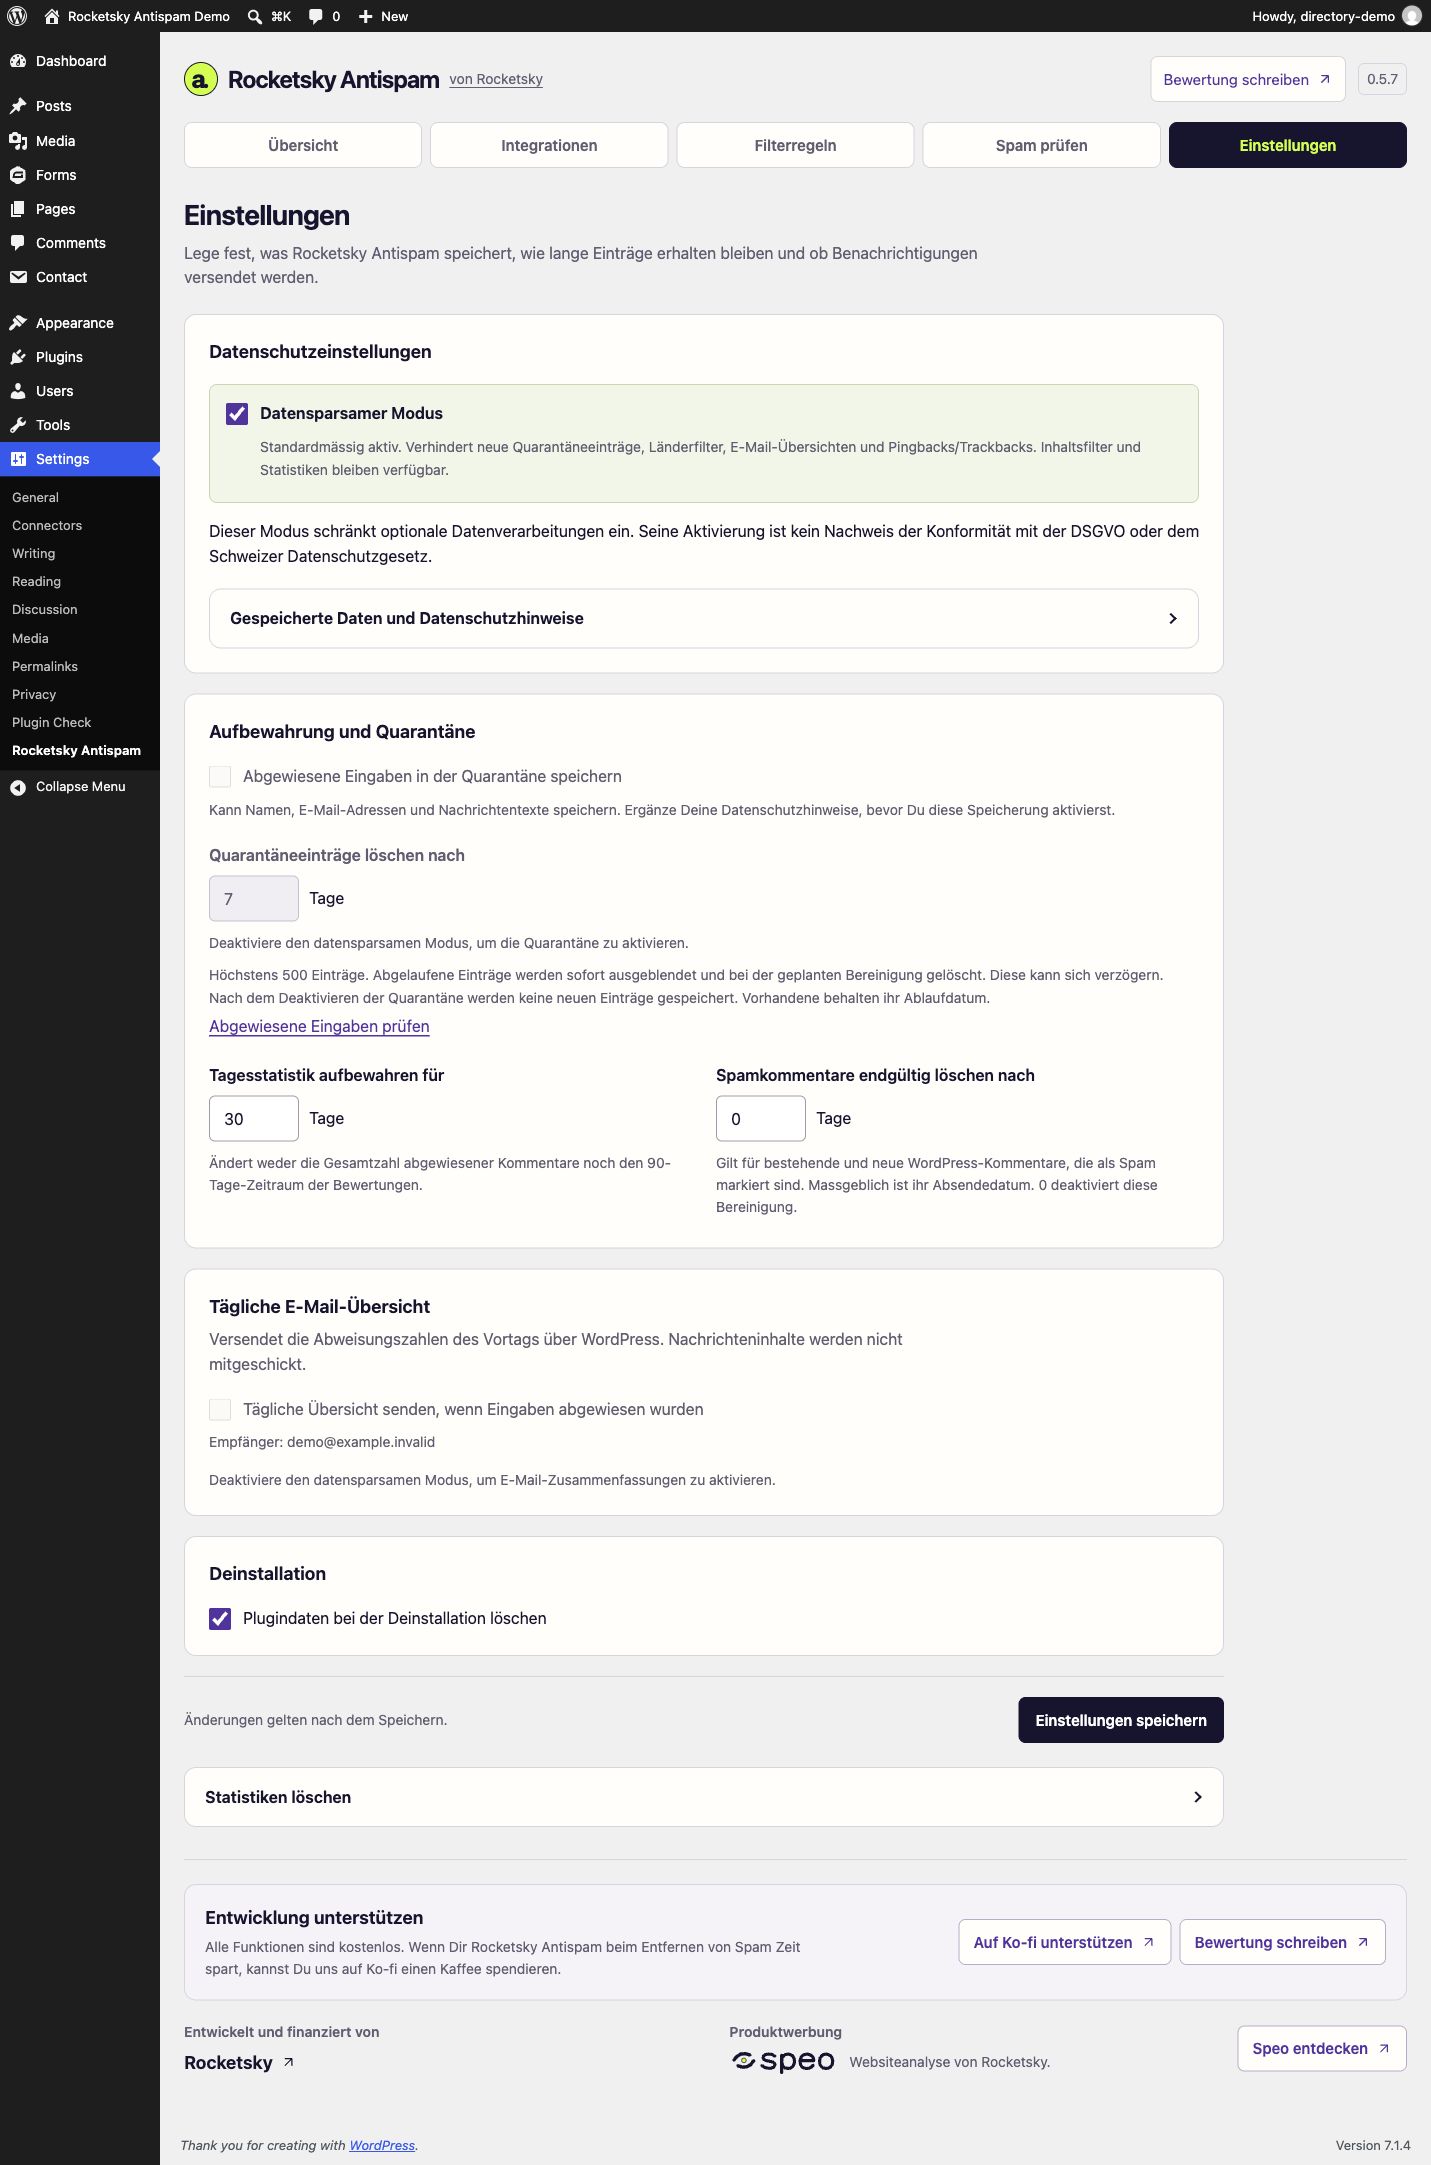 Rocketsky Antispam Demo
⌘K
0
New
Howdy, directory-demo
Dashboard
Posts
Media
Forms
Pages
Comments
Contact
Appearance
Plugins
Users
Tools
Settings
General
Connectors
Writing
Reading
Discussion
Media
Permalinks
Privacy
Plugin Check
Rocketsky Antispam
Collapse Menu
a.
Rocketsky Antispam von Rocketsky
Bewertung schreiben
0.5.7
Übersicht
Integrationen
Filterregeln
Spam prüfen
Einstellungen
Einstellungen
Lege fest, was Rocketsky Antispam speichert, wie lange Einträge erhalten bleiben und ob Benachrichtigungen
versendet werden.
Datenschutzeinstellungen
Datensparsamer Modus
Standardmässig aktiv. Verhindert neue Quarantäneeinträge, Länderfilter, E-Mail-Übersichten und Pingbacks/Trackbacks. Inhaltsfilter und
Statistiken bleiben verfügbar.
Dieser Modus schränkt optionale Datenverarbeitungen ein. Seine Aktivierung ist kein Nachweis der Konformität mit der DSGVO oder dem
Schweizer Datenschutzgesetz.
Gespeicherte Daten und Datenschutzhinweise
Aufbewahrung und Quarantäne
Abgewiesene Eingaben in der Quarantäne speichern
Kann Namen, E-Mail-Adressen und Nachrichtentexte speichern. Ergänze Deine Datenschutzhinweise, bevor Du diese Speicherung aktivierst.
Quarantäneeinträge löschen nach
7 Tage
Deaktiviere den datensparsamen Modus, um die Quarantäne zu aktivieren.
Höchstens 500 Einträge. Abgelaufene Einträge werden sofort ausgeblendet und bei der geplanten Bereinigung gelöscht. Diese kann sich verzögern.
Nach dem Deaktivieren der Quarantäne werden keine neuen Einträge gespeichert. Vorhandene behalten ihr Ablaufdatum.
Abgewiesene Eingaben prüfen
Tagesstatistik aufbewahren für
30 Tage
Ändert weder die Gesamtzahl abgewiesener Kommentare noch den 90-
Tage-Zeitraum der Bewertungen.
Spamkommentare endgültig löschen nach
0 Tage
Gilt für bestehende und neue WordPress-Kommentare, die als Spam
markiert sind. Massgeblich ist ihr Absendedatum. 0 deaktiviert diese
Bereinigung.
Tägliche E-Mail-Übersicht
Versendet die Abweisungszahlen des Vortags über WordPress. Nachrichteninhalte werden nicht
mitgeschickt.
Tägliche Übersicht senden, wenn Eingaben abgewiesen wurden
Empfänger: demo@example.invalid
Deaktiviere den datensparsamen Modus, um E-Mail-Zusammenfassungen zu aktivieren.
Deinstallation
Plugindaten bei der Deinstallation löschen
Änderungen gelten nach dem Speichern.
Einstellungen speichern
Statistiken löschen
Entwicklung unterstützen
Alle Funktionen sind kostenlos. Wenn Dir Rocketsky Antispam beim Entfernen von Spam Zeit
spart, kannst Du uns auf Ko-fi einen Kaffee spendieren.
Auf Ko-fi unterstützen
Bewertung schreiben
Entwickelt und finanziert von
Rocketsky
Produktwerbung
speo Websiteanalyse von Rocketsky.
Speo entdecken
Thank you for creating with WordPress.
Version 7.1.4